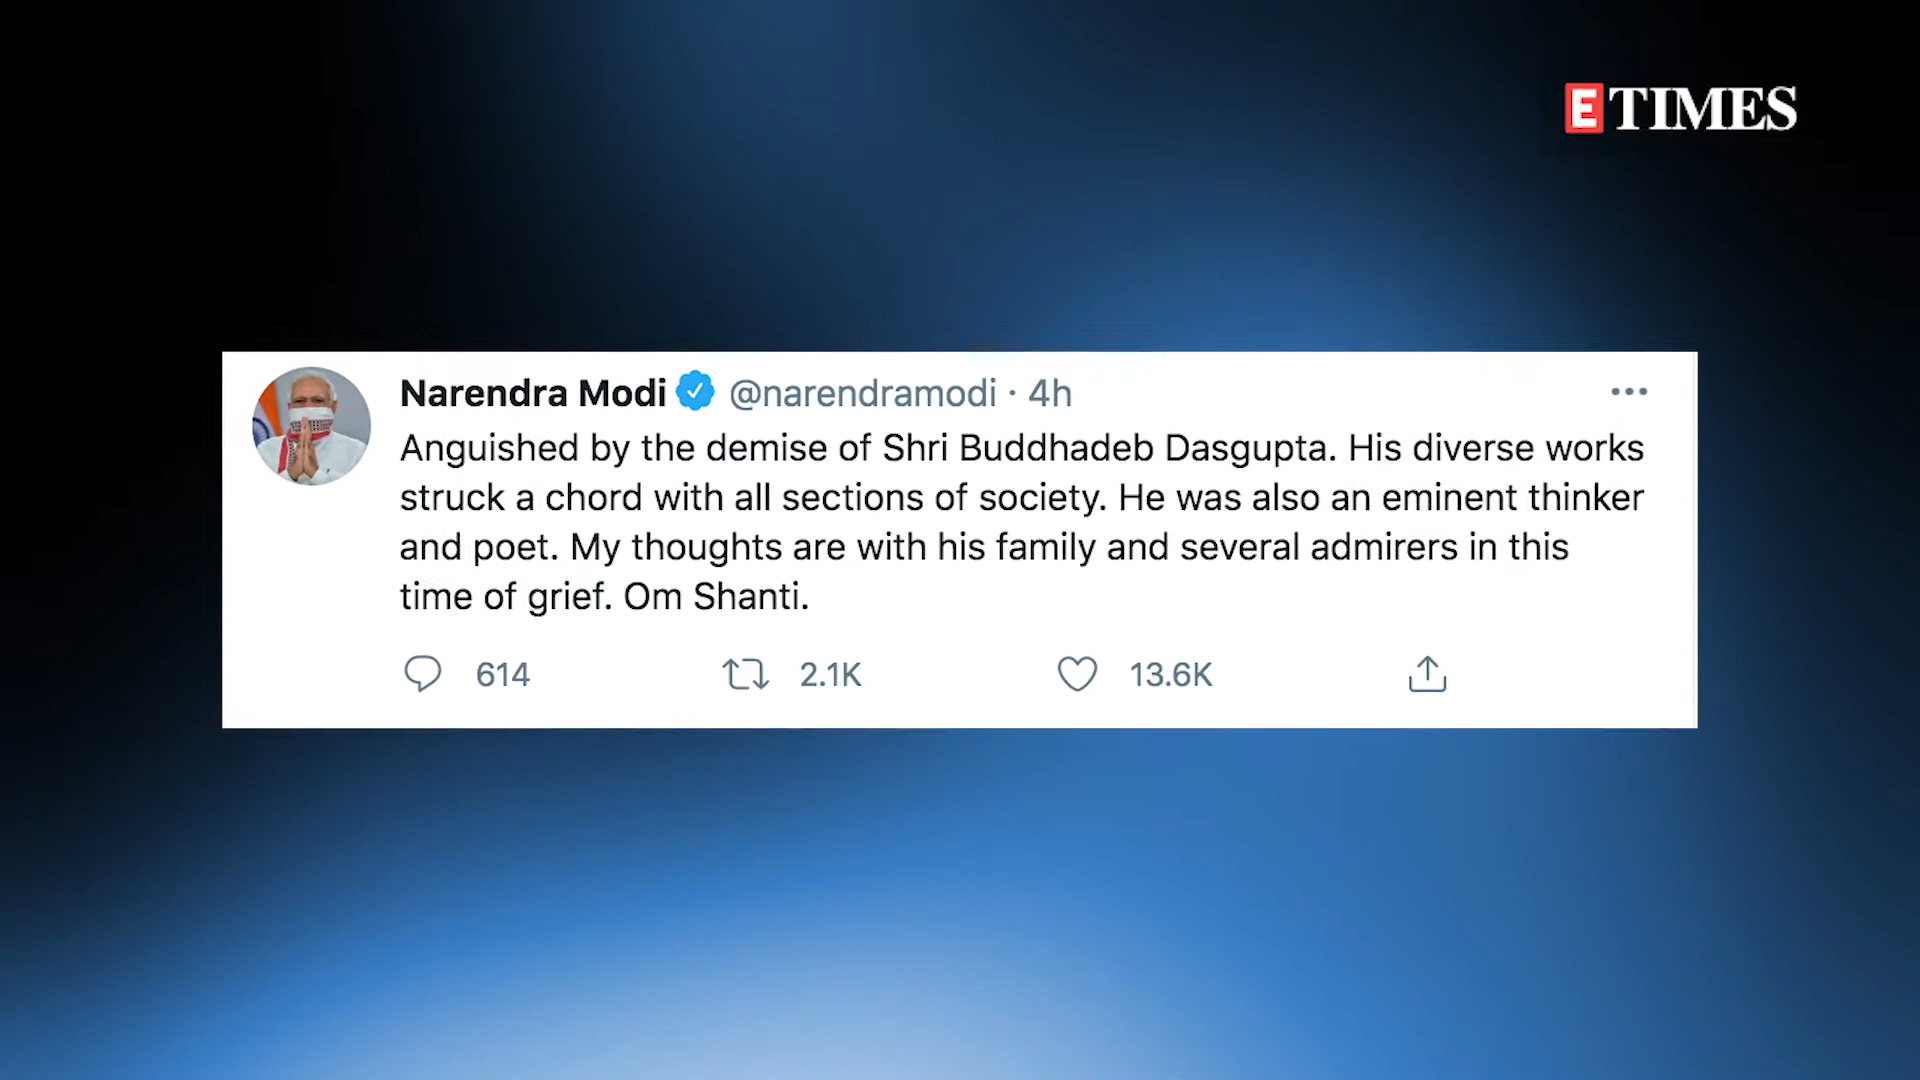 ETIMES
Narendra Modi @narendramodi · 4h
Anguished by the demise of Shri Buddhadeb Dasgupta. His diverse works
struck a chord with all sections of society. He was also an eminent thinker
and poet. My thoughts are with his family and several admirers in this
time of grief. Om Shanti.
614 2.1K 13.6K